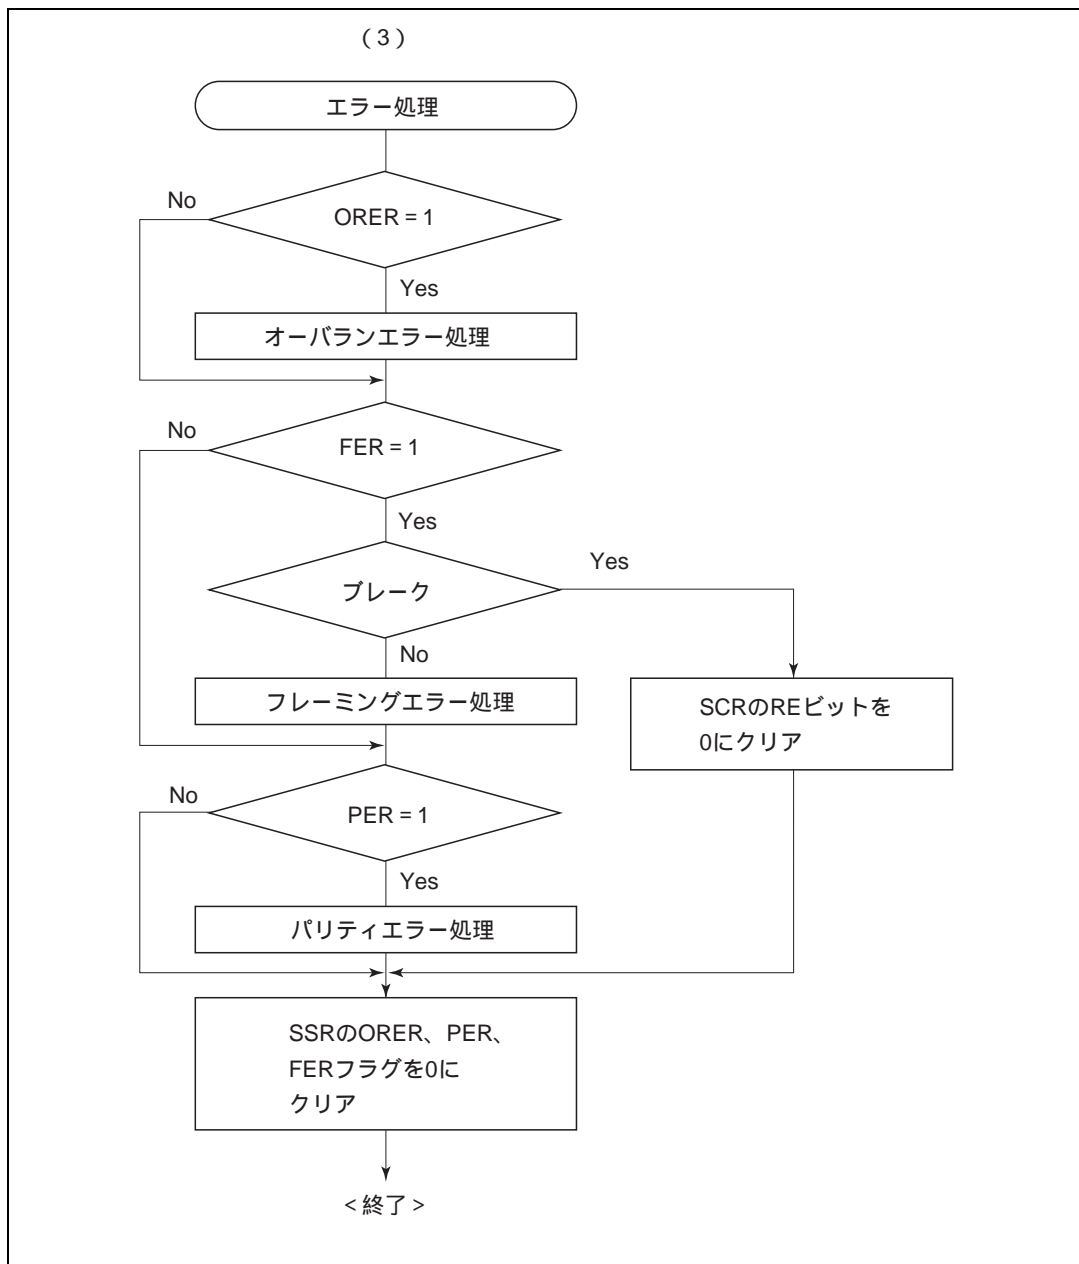 (3)
エラー処理
No
ORER = 1
Yes
オーバランエラー処理
No
FER = 1
Yes
ブレーク
Yes
No
フレーミングエラー処理
SCRのREビットを
0にクリア
No
PER = 1
Yes
パリティエラー処理
SSRのORER、PER、
FERフラグを0に
クリア
<終了>